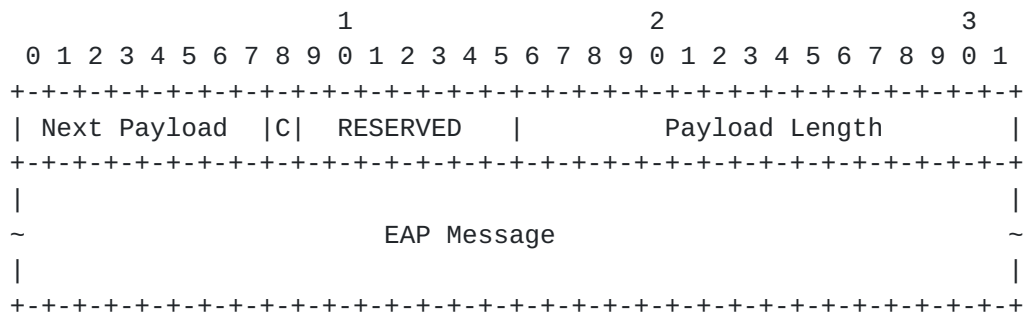 1                   2                   3
 0 1 2 3 4 5 6 7 8 9 0 1 2 3 4 5 6 7 8 9 0 1 2 3 4 5 6 7 8 9 0 1
+-+-+-+-+-+-+-+-+-+-+-+-+-+-+-+-+-+-+-+-+-+-+-+-+-+-+-+-+-+-+-+-+
| Next Payload  |C|  RESERVED   |         Payload Length        |
+-+-+-+-+-+-+-+-+-+-+-+-+-+-+-+-+-+-+-+-+-+-+-+-+-+-+-+-+-+-+-+-+
|                                                               |
~                       EAP Message                             ~
|                                                               |
+-+-+-+-+-+-+-+-+-+-+-+-+-+-+-+-+-+-+-+-+-+-+-+-+-+-+-+-+-+-+-+-+